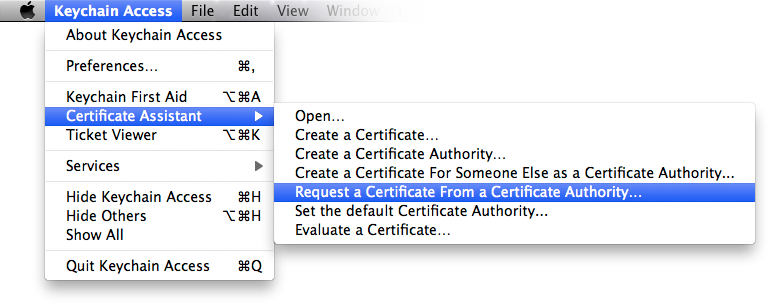 Keychain Access File Edit View Window
About Keychain Access
Preferences... ⌘,
Keychain First Aid ⌥⌘A
Certificate Assistant ▶
Ticket Viewer ⌥⌘K
Services ▶
Hide Keychain Access ⌘H
Hide Others ⌥⌘H
Show All
Quit Keychain Access ⌘Q
Open...
Create a Certificate...
Create a Certificate Authority...
Create a Certificate For Someone Else as a Certificate Authority...
Request a Certificate From a Certificate Authority...
Set the default Certificate Authority...
Evaluate a Certificate...